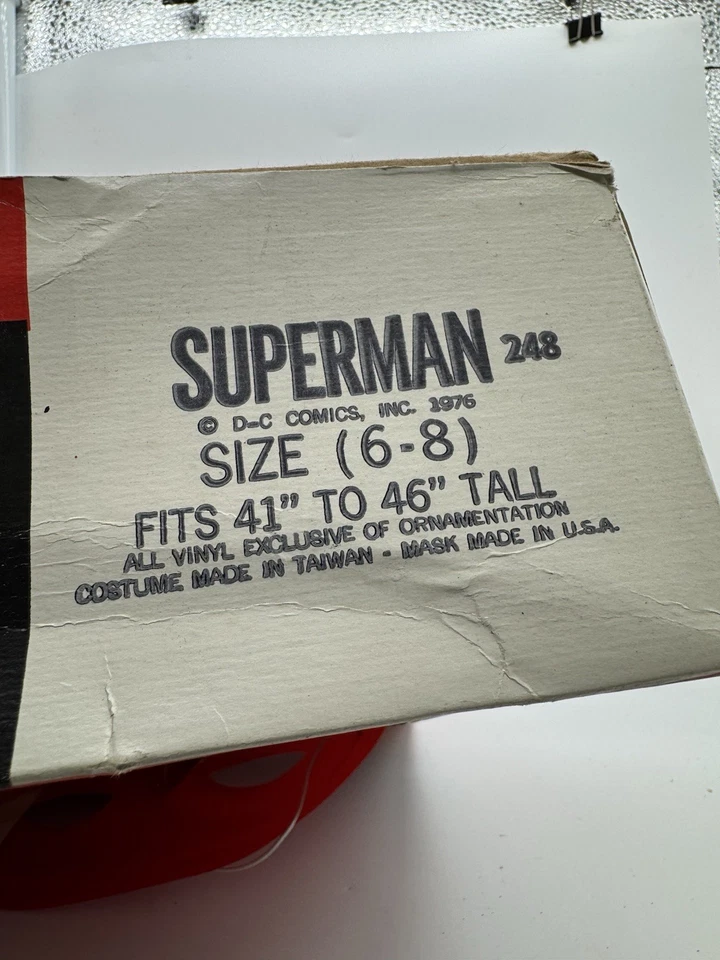 SUPERMAN 248
© D-C COMICS, INC. 1976
SIZE (6-8)
FITS 41" TO 46" TALL
ALL VINYL EXCLUSIVE OF ORNAMENTATION
COSTUME MADE IN TAIWAN - MASK MADE IN U.S.A.